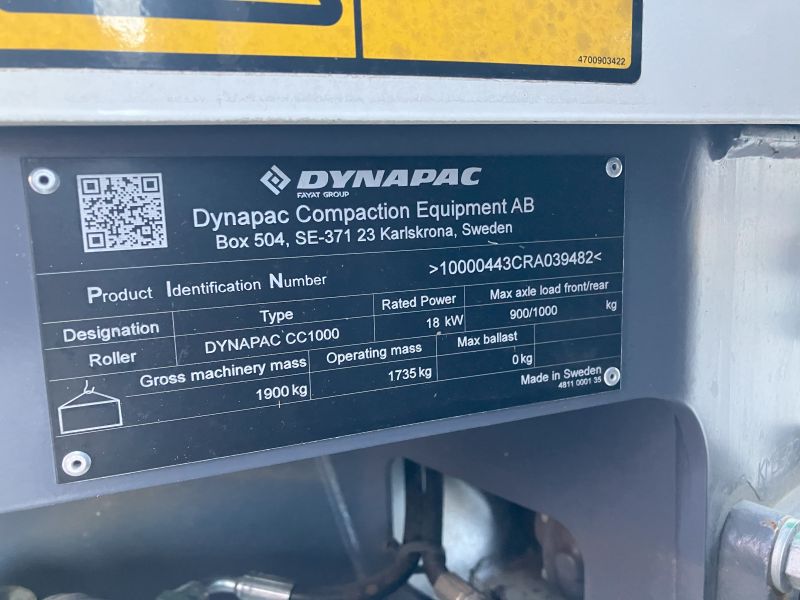 4700903422
DYNAPAC
FAYAT GROUP
Dynapac Compaction Equipment AB
Box 504, SE-371 23 Karlskrona, Sweden
Product Identification Number >10000443CRA039482<
Designation Type Rated Power Max axle load front/rear
Roller DYNAPAC CC1000 18 kW 900/1000 kg
Gross machinery mass Operating mass Max ballast
1900 kg 1735 kg 0 kg
Made in Sweden
4811 0001 35